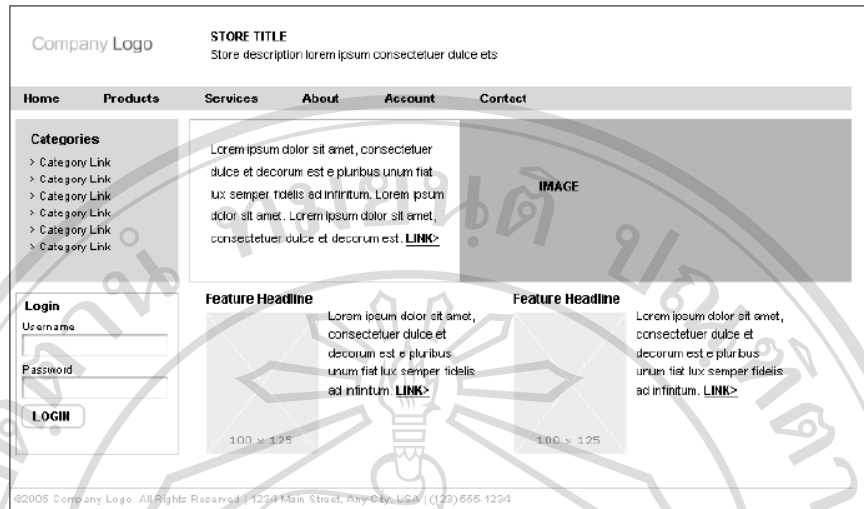 Company Logo
STORE TITLE
Store description lorem ipsum consectetuer dulce ets
Home Products Services About Account Contact
Categories
> Category Link
> Category Link
> Category Link
> Category Link
> Category Link
> Category Link
Lorem ipsum dolor sit amet, consectetuer
dulce et decorum est e pluribus unum fiat
lux semper fidelis ad infinitum. Lorem ipsum
dolor sit amet. Lorem ipsum dolor sit amet,
consectetuer dulce et decorum est. LINK>
IMAGE
Login
Username
Password
LOGIN
Feature Headline
Lorem ipsum dolor sit amet,
consectetuer dulce et
decorum est e pluribus
unum fiat lux semper fidelis
ad infinitum. LINK>
100 x 125
Feature Headline
Lorem ipsum dolor sit amet,
consectetuer dulce et
decorum est e pluribus
unum fiat lux semper fidelis
ad infinitum. LINK>
100 x 125
©2005 Company Logo. All Rights Reserved | 1234 Main Street, Any City, USA | (123)555-1234